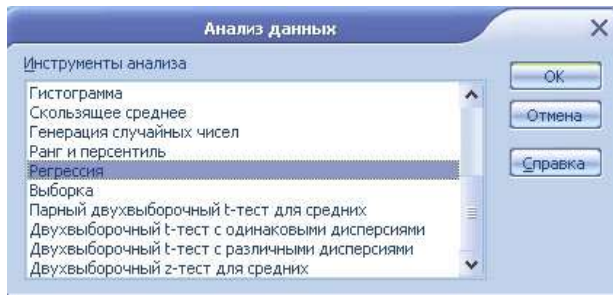 Анализ данных
Инструменты анализа
Гистограмма
Скользящее среднее
Генерация случайных чисел
Ранг и персентиль
Регрессия
Выборка
Парный двухвыборочный t-тест для средних
Двухвыборочный t-тест с одинаковыми дисперсиями
Двухвыборочный t-тест с различными дисперсиями
Двухвыборочный z-тест для средних
ОК
Отмена
Справка